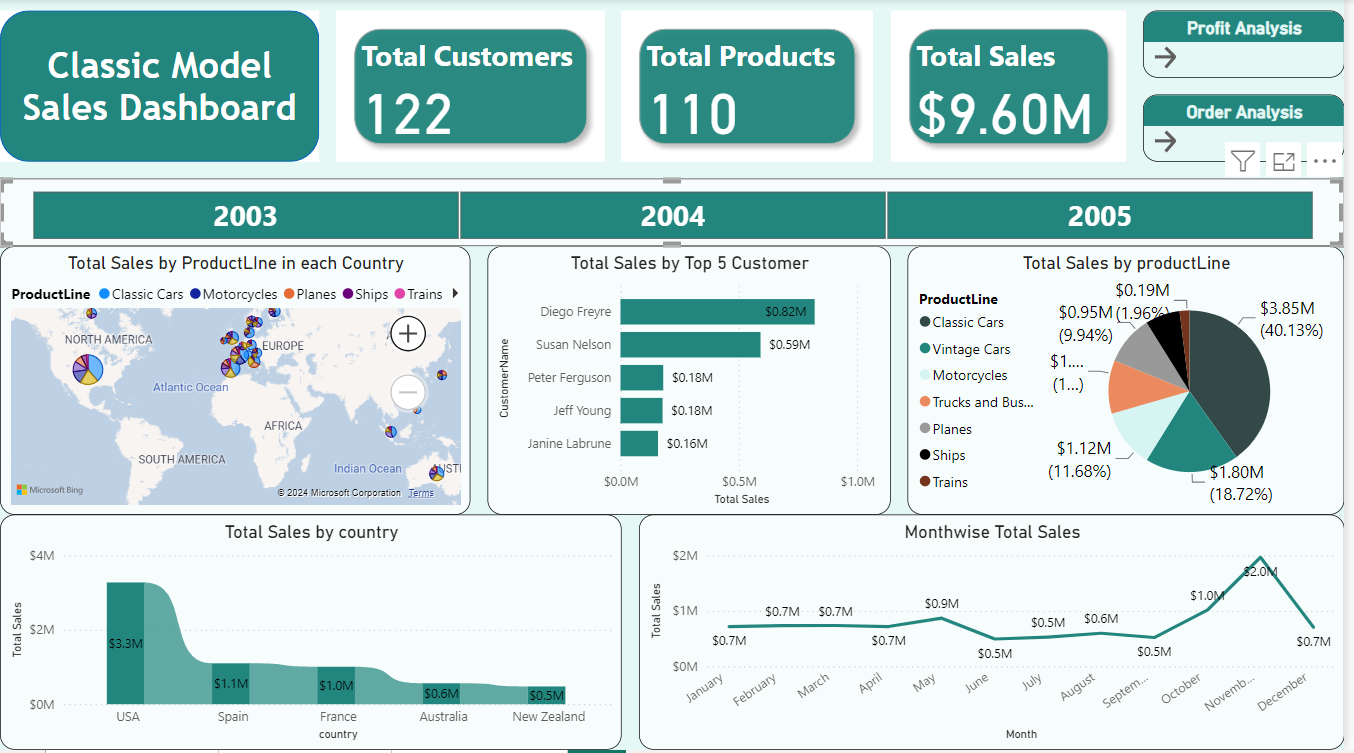 Classic Model
Sales Dashboard
Total Customers
122
Total Products
110
Total Sales
$9.60M
Profit Analysis
Order Analysis
2003
2004
2005
Total Sales by ProductLIne in each Country
ProductLine
Classic Cars
Motorcycles
Planes
Ships
Trains
NORTH AMERICA
EUROPE
Atlantic Ocean
AFRICA
SOUTH AMERICA
Indian Ocean
Microsoft Bing
© 2024 Microsoft Corporation
Terms
Total Sales by Top 5 Customer
CustomerName
Diego Freyre
$0.82M
Susan Nelson
$0.59M
Peter Ferguson
$0.18M
Jeff Young
$0.18M
Janine Labrune
$0.16M
$0.0M
$0.5M
$1.0M
Total Sales
Total Sales by productLine
ProductLine
Classic Cars
Vintage Cars
Motorcycles
Trucks and Bus...
Planes
Ships
Trains
$3.85M
(40.13%)
$1.80M
(18.72%)
$1.12M
(11.68%)
$1....
(1...)
$0.95M
(9.94%)
$0.19M
(1.96%)
Total Sales by country
Total Sales
$4M
$2M
$0M
$3.3M
$1.1M
$1.0M
$0.6M
$0.5M
USA
Spain
France
Australia
New Zealand
country
Monthwise Total Sales
Total Sales
$2M
$1M
$0M
$0.7M
$0.7M
$0.7M
$0.7M
$0.9M
$0.5M
$0.5M
$0.6M
$0.5M
$1.0M
$2.0M
$0.7M
January
February
March
April
May
June
July
August
Septem...
October
Novemb...
December
Month